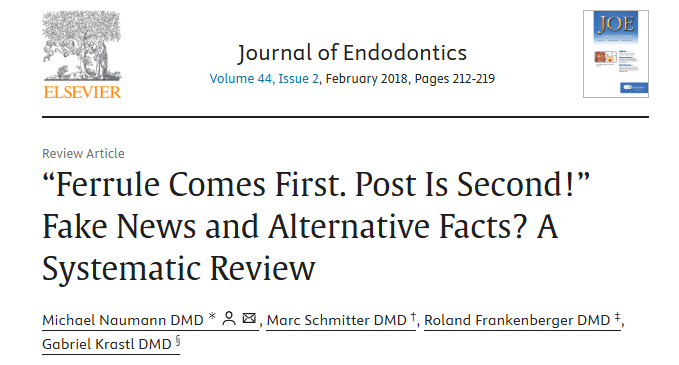 ELSEVIER
Journal of Endodontics
Volume 44, Issue 2, February 2018, Pages 212-219
JOE
Review Article
“Ferrule Comes First. Post Is Second!”
Fake News and Alternative Facts? A
Systematic Review
Michael Naumann DMD *, Marc Schmitter DMD †, Roland Frankenberger DMD ‡,
Gabriel Krastl DMD §